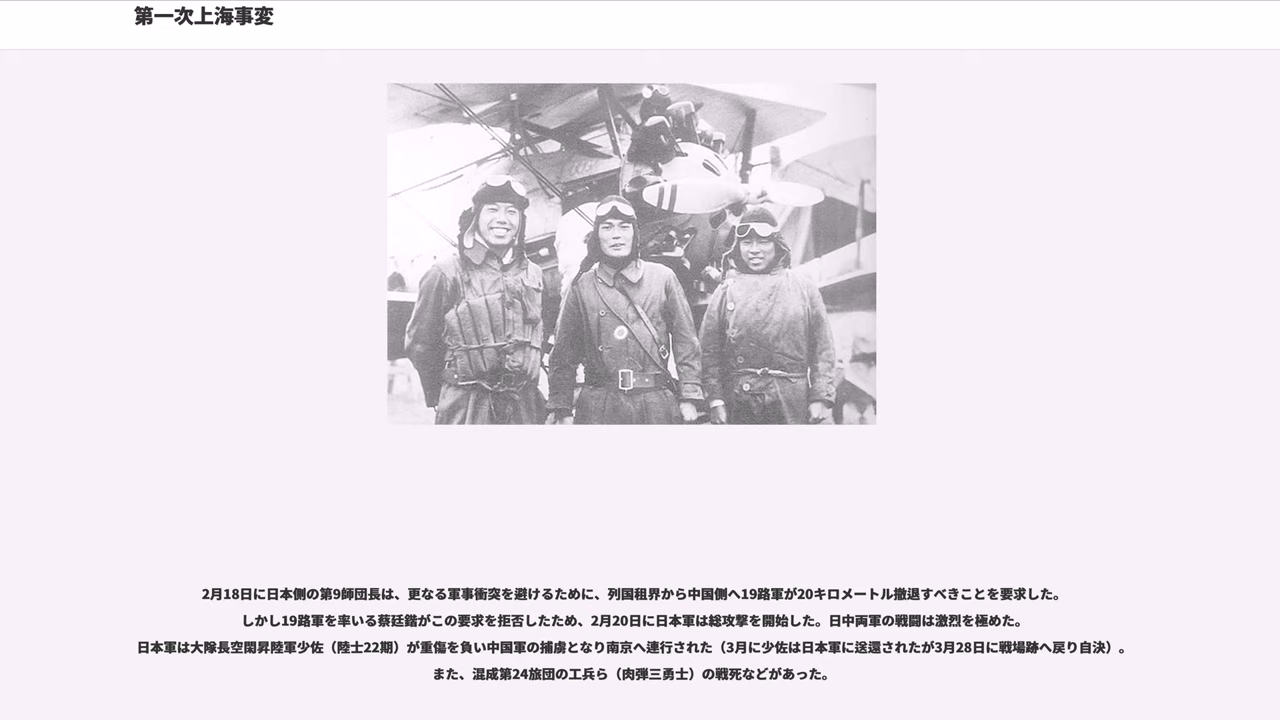 第一次上海事変
2月18日に日本側の第9師団長は、更なる軍事衝突を避けるために、列国租界から中国側へ19路軍が20キロメートル撤退すべきことを要求した。
しかし19路軍を率いる蔡廷鍇がこの要求を拒否したため、2月20日に日本軍は総攻撃を開始した。日中両軍の戦闘は激烈を極めた。
日本軍は大隊長空閑昇陸軍少佐（陸士22期）が重傷を負い中国軍の捕虜となり南京へ連行された（3月に少佐は日本軍に送還されたが3月28日に戦場跡へ戻り自決）。
また、混成第24旅団の工兵ら（肉弾三勇士）の戦死などがあった。